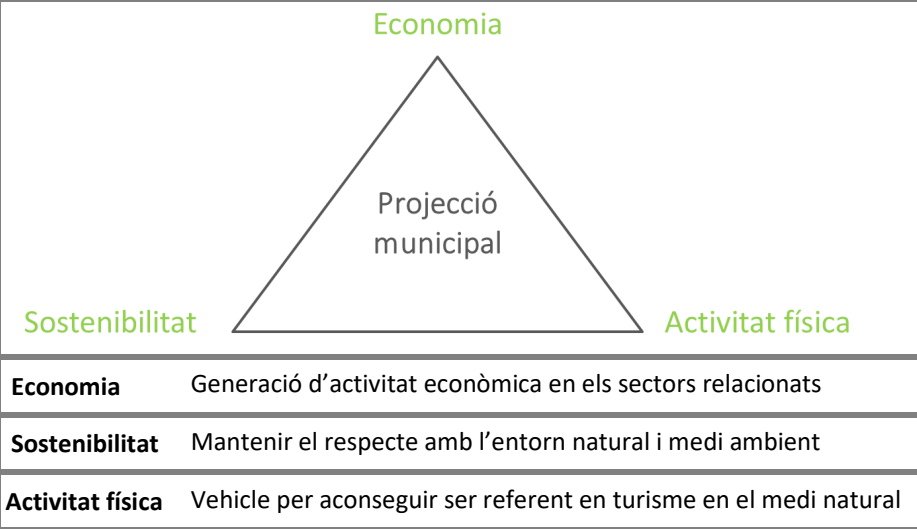 Economia
Projecció
municipal
Sostenibilitat
Activitat física
Economia Generació d’activitat econòmica en els sectors relacionats
Sostenibilitat Mantenir el respecte amb l’entorn natural i medi ambient
Activitat física Vehicle per aconseguir ser referent en turisme en el medi natural